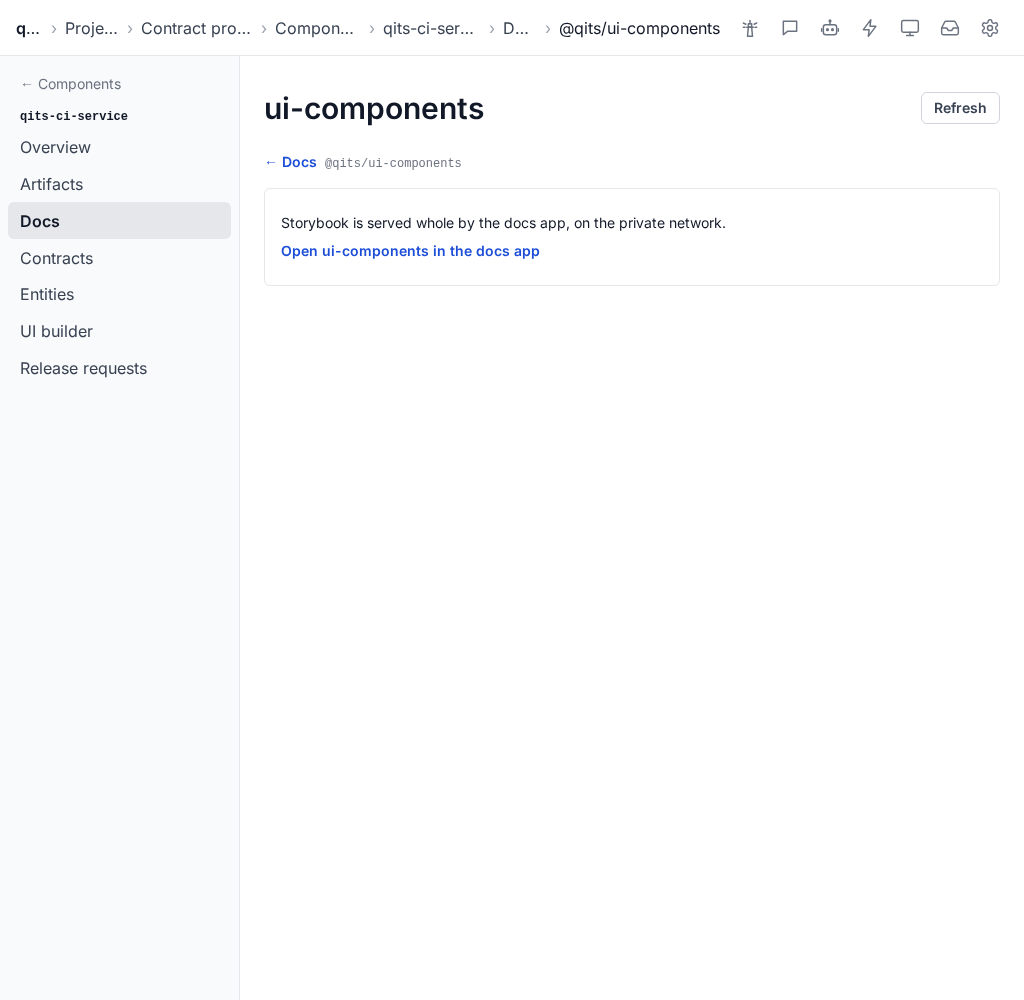 q… › Proje… › Contract pro… › Compon… › qits-ci-ser… › D… › @qits/ui-components
← Components
qits-ci-service
Overview
Artifacts
Docs
Contracts
Entities
UI builder
Release requests
ui-components
Refresh
← Docs @qits/ui-components
Storybook is served whole by the docs app, on the private network.
Open ui-components in the docs app